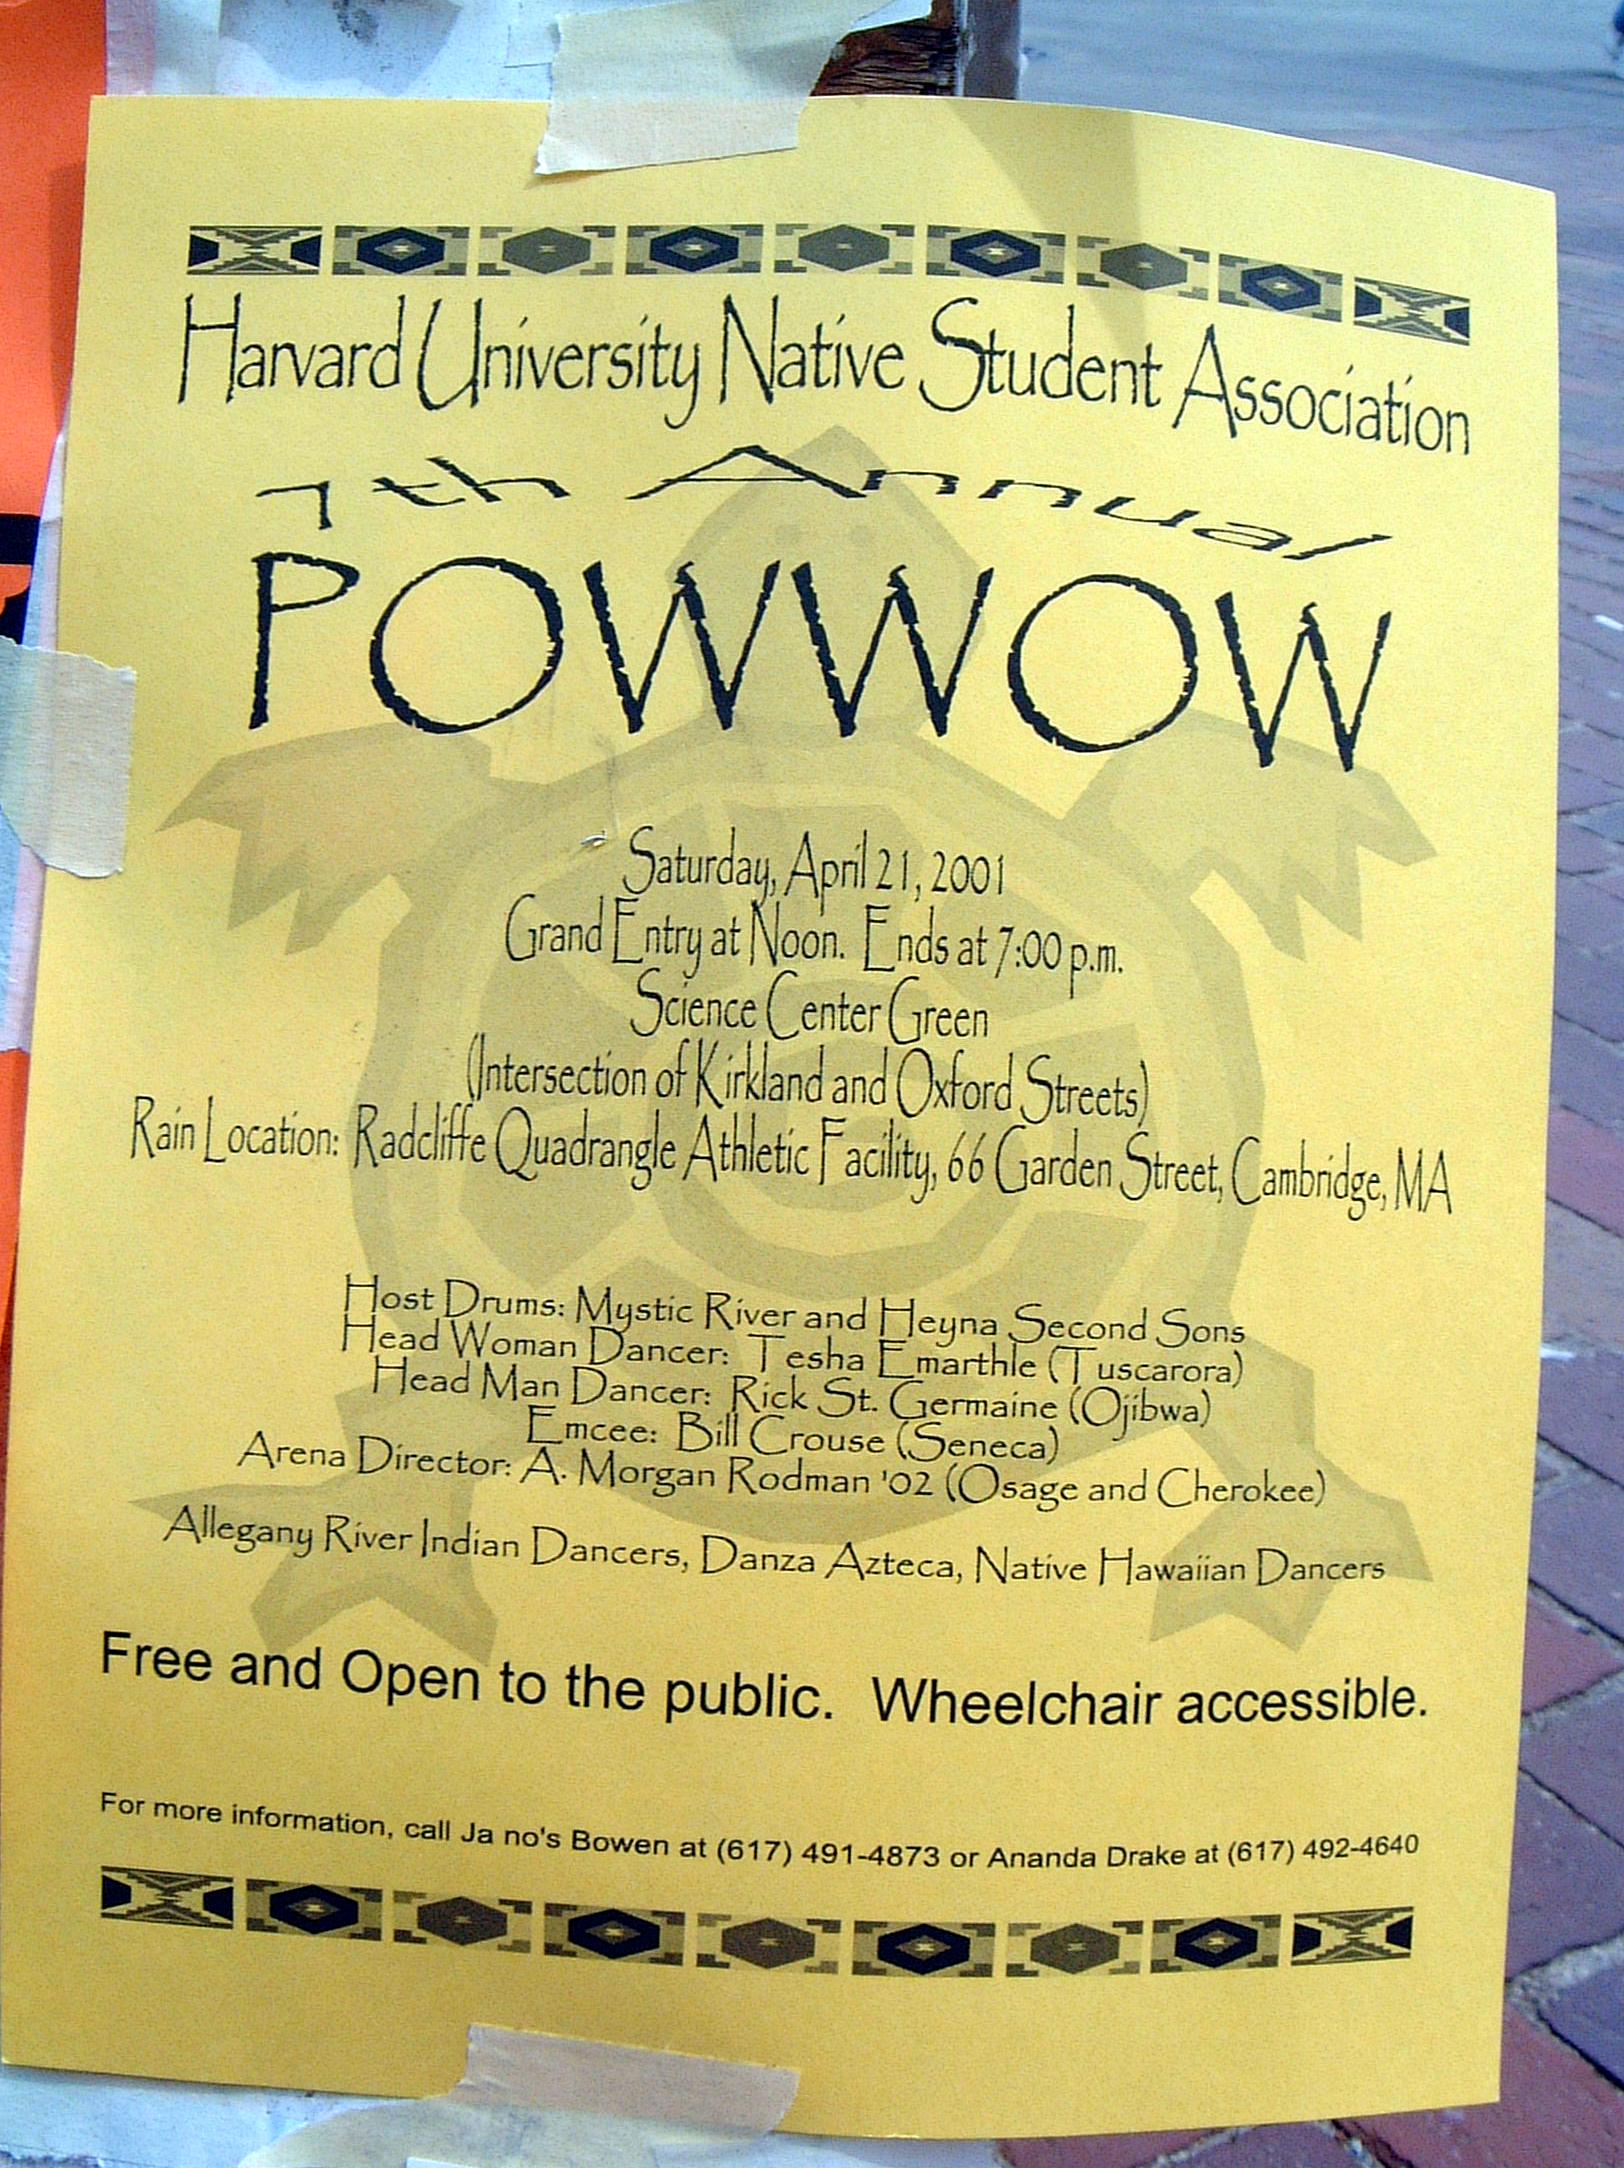 Harvard University Native Student Association
7th Annual
POWWOW
Saturday, April 21, 2001
Grand Entry at Noon. Ends at 7:00 p.m.
Science Center Green
(Intersection of Kirkland and Oxford Streets)
Rain Location: Radcliffe Quadrangle Athletic Facility, 66 Garden Street, Cambridge, MA
Host Drums: Mystic River and Heyna Second Sons
Head Woman Dancer: Tesha Emarthle (Tuscarora)
Head Man Dancer: Rick St. Germaine (Ojibwa)
Emcee: Bill Crouse (Seneca)
Arena Director: A. Morgan Rodman '02 (Osage and Cherokee)
Allegany River Indian Dancers, Danza Azteca, Native Hawaiian Dancers
Free and Open to the public. Wheelchair accessible.
For more information, call Ja no's Bowen at (617) 491-4873 or Ananda Drake at (617) 492-4640